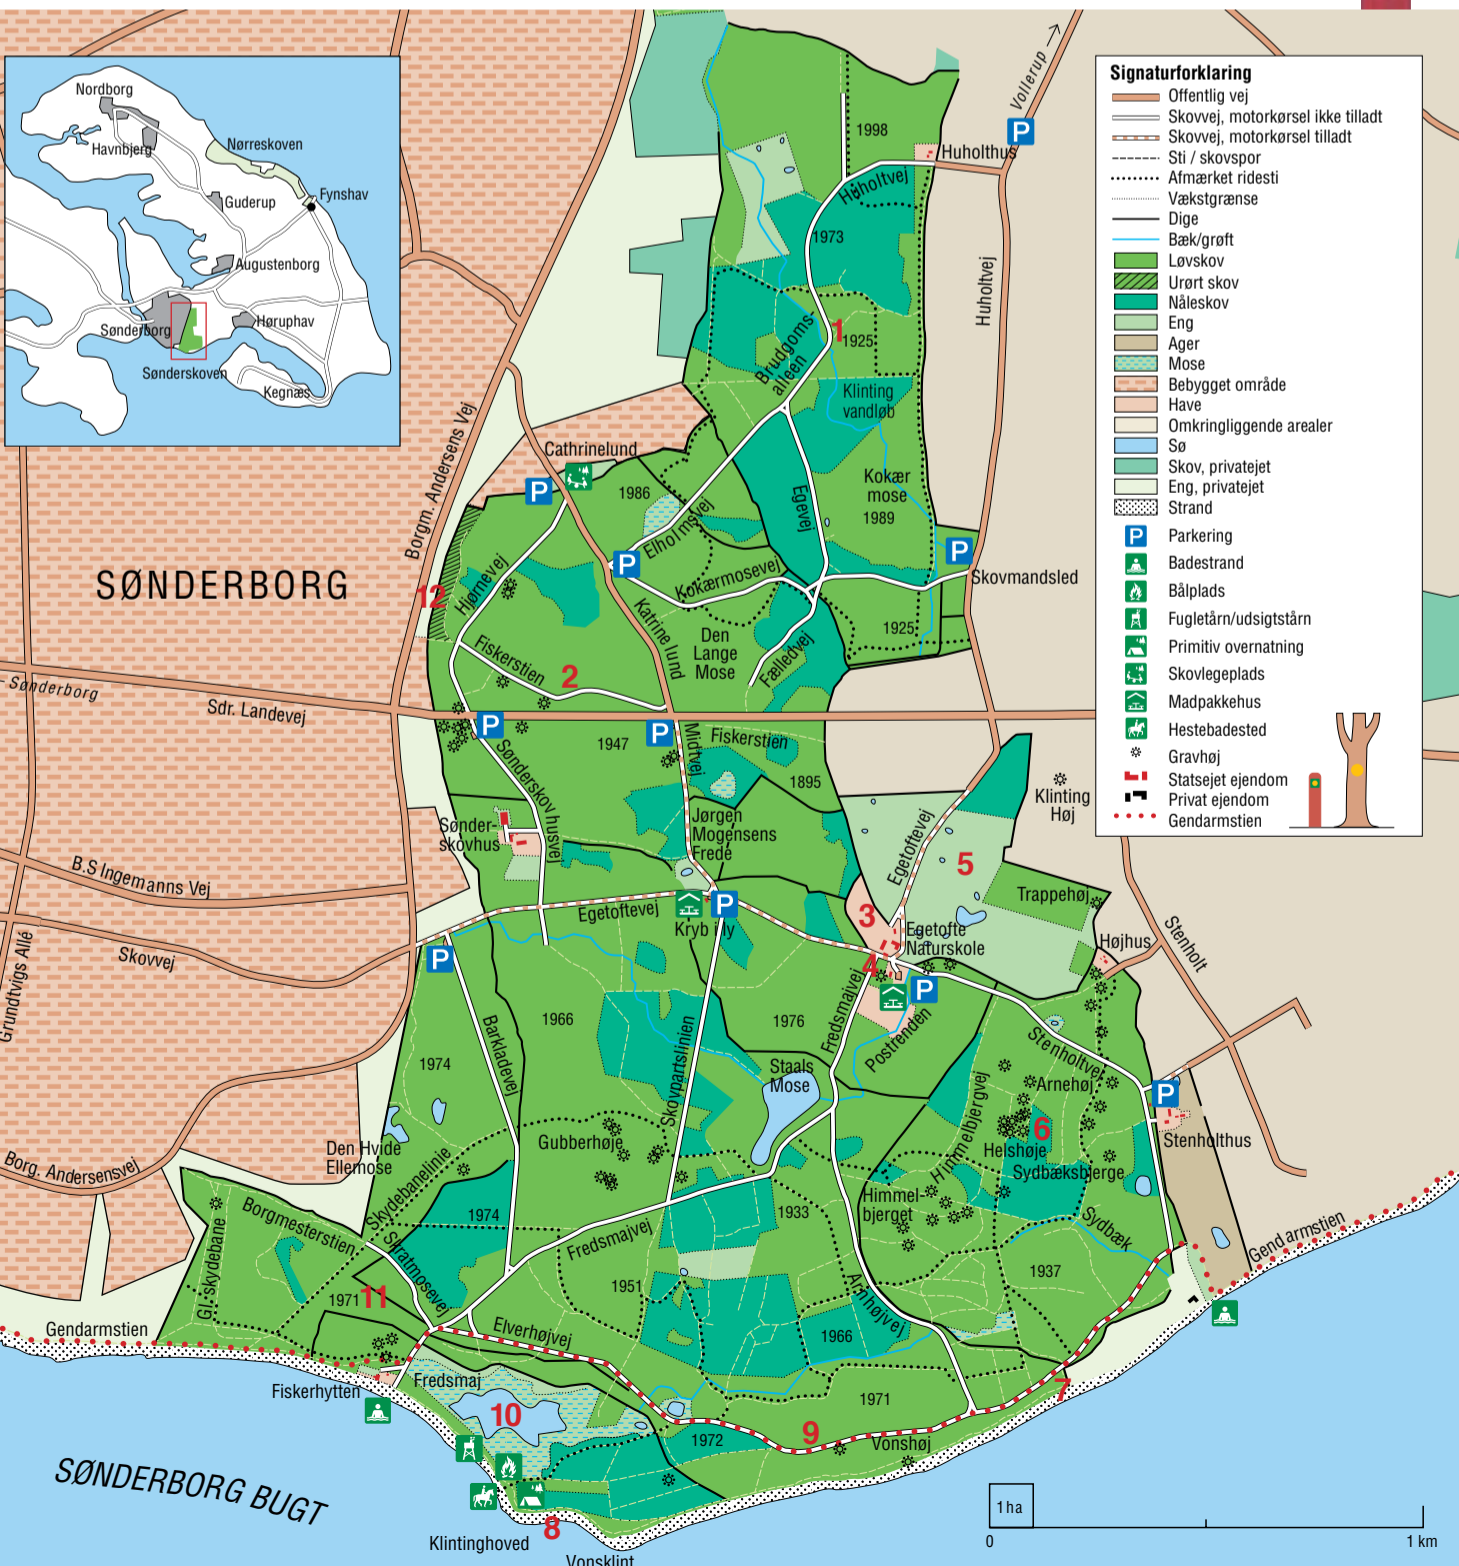 Nordborg
Havnbjerg
Nørreskoven
Guderup
Fynshav
Augustenborg
Sønderborg
Høruphav
Sønderskoven
Kegnæs
Signaturforklaring
Offentlig vej
Skovvej, motorkørsel ikke tilladt
Skovvej, motorkørsel tilladt
Sti / skovspor
Afmærket ridesti
Vækstgrænse
Dige
Bæk/grøft
Løvskov
Urørt skov
Nåleskov
Eng
Ager
Mose
Bebygget område
Have
Omkringliggende arealer
Sø
Skov, privatejet
Eng, privatejet
Strand
P Parkering
Badestrand
Bålplads
Fugletårn/udsigtstårn
Primitiv overnatning
Skovlegeplads
Madpakkehus
Hestebadested
Gravhøj
Statsejet ejendom
Privat ejendom
Gendarmstien
Vollerup
P
1998
Huholthus
Huholtvej
1973
Huholtvej
1
1925
Brudgoms-
alleen
Klinting
vandløb
Borgm. Andersens Vej
Cathrinelund
P
1986
Kokær
mose
1989
Egevej
Elholmsvej
P
P
Skovmandsled
SØNDERBORG
12
Hjørnevej
Kokærmosevej
Katrinelund
Den
Lange
Mose
1925
Fælledvej
Fiskerstien
2
Sønderborg
Sdr. Landevej
P
P
1947
Midtvej
Fiskerstien
1895
Sønderskovhusvej
Klinting
Høj
Jørgen
Mogensens
Frede
Sønder-
skovhus
Egetoftevej
5
B.S Ingemanns Vej
Trappehøj
Egetoftevej
P
Kryb i ly
3
Egetofte
Naturskole
Højhus
Stenholt
Grundtvigs Allé
Skovvej
P
4
P
1966
Barkladevej
1976
Fredsmajvej
Postrenden
Skovpartslinien
1974
Staals
Mose
Stenholtvej
Arnehøj
P
Himmelbjergvej
6
Helshøje
Stenholthus
Gubberhøje
Den Hvide
Ellemose
Sydbæksbjerge
Borg. Andersensvej
Skydebanelinie
Himmel-
bjerget
1974
1933
Borgmesterstien
Gl. skydebane
Sydbæk
Gendarmstien
Skratmosevej
Fredsmajvej
1937
1951
1971
11
Arnhøjvej
Elverhøjvej
1966
Gendarmstien
Fiskerhytten
Fredsmaj
7
1971
10
9
1972
Vonshøj
SØNDERBORG BUGT
8
Klintinghoved
Vonsklint
1 ha
0
1 km